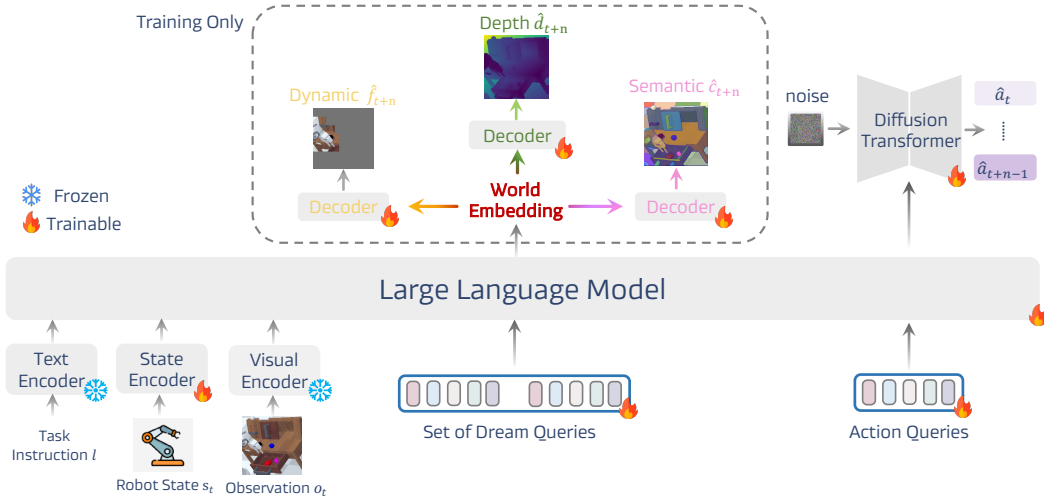 Training Only
Depth d̂ₜ₊ₙ
Dynamic f̂ₜ₊ₙ
Semantic ĉₜ₊ₙ
Decoder
Decoder
Decoder
World
Embedding
noise
Diffusion
Transformer
âₜ
âₜ₊ₙ₋₁
Frozen
Trainable
Large Language Model
Text
Encoder
State
Encoder
Visual
Encoder
Task
Instruction l
Robot State sₜ
Observation oₜ
Set of Dream Queries
Action Queries